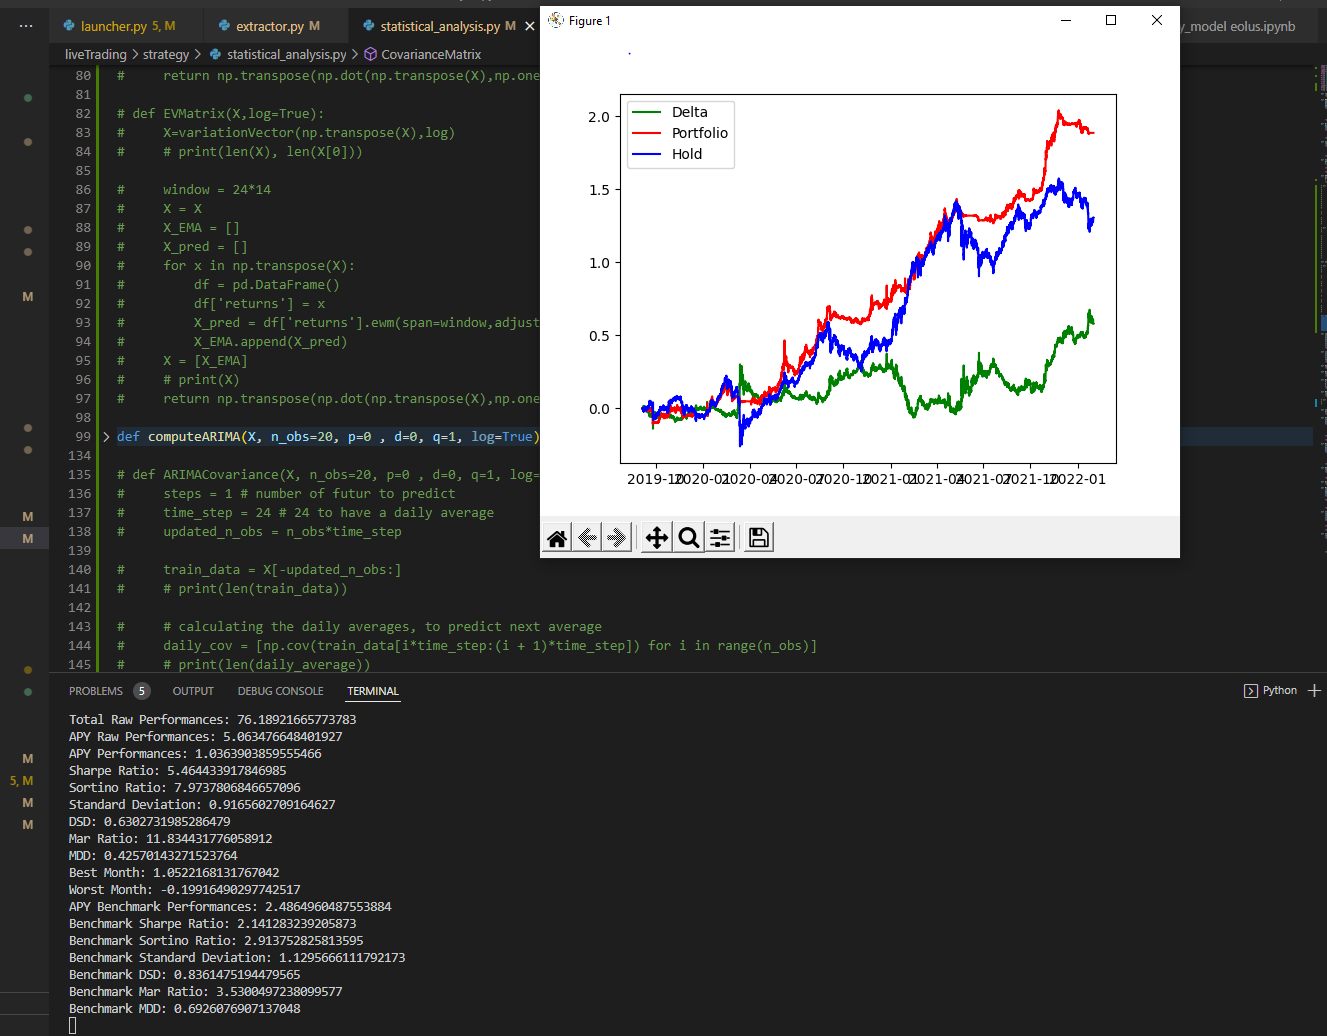 launcher.py 5, M
extractor.py M
statistical_analysis.py M
y_model eolus.ipynb
liveTrading > strategy > statistical_analysis.py > CovarianceMatrix
80 # return np.transpose(np.dot(np.transpose(X),np.one
81
82 # def EVMatrix(X,log=True):
83 # X=variationVector(np.transpose(X),log)
84 # # print(len(X), len(X[0]))
85
86 # window = 24*14
87 # X = X
88 # X_EMA = []
89 # X_pred = []
90 # for x in np.transpose(X):
91 # df = pd.DataFrame()
92 # df['returns'] = x
93 # X_pred = df['returns'].ewm(span=window,adjust
94 # X_EMA.append(X_pred)
95 # X = [X_EMA]
96 # # print(X)
97 # return np.transpose(np.dot(np.transpose(X),np.one
98
99 def computeARIMA(X, n_obs=20, p=0 , d=0, q=1, log=True)
134
135 # def ARIMACovariance(X, n_obs=20, p=0 , d=0, q=1, log=
136 # steps = 1 # number of futur to predict
137 # time_step = 24 # 24 to have a daily average
138 # updated_n_obs = n_obs*time_step
139
140 # train_data = X[-updated_n_obs:]
141 # # print(len(train_data))
142
143 # # calculating the daily averages, to predict next average
144 # daily_cov = [np.cov(train_data[i*time_step:(i + 1)*time_step]) for i in range(n_obs)]
145 # # print(len(daily_average))
M
M
M
M
5, M
M
M
Figure 1
Delta
Portfolio
Hold
2.0
1.5
1.0
0.5
0.0
2019-10
2020-01
2020-04
2020-07
2020-10
2021-01
2021-04
2021-07
2021-10
2022-01
PROBLEMS 5 OUTPUT DEBUG CONSOLE TERMINAL
Python
Total Raw Performances: 76.18921665773783
APY Raw Performances: 5.063476648401927
APY Performances: 1.0363903859555466
Sharpe Ratio: 5.464433917846985
Sortino Ratio: 7.9737806846657096
Standard Deviation: 0.9165602709164627
DSD: 0.6302731985286479
Mar Ratio: 11.834431776058912
MDD: 0.42570143271523764
Best Month: 1.0522168131767042
Worst Month: -0.19916490297742517
APY Benchmark Performances: 2.4864960487553884
Benchmark Sharpe Ratio: 2.141283239205873
Benchmark Sortino Ratio: 2.913752825813595
Benchmark Standard Deviation: 1.1295666111792173
Benchmark DSD: 0.8361475194479565
Benchmark Mar Ratio: 3.5300497238099577
Benchmark MDD: 0.6926076907137048